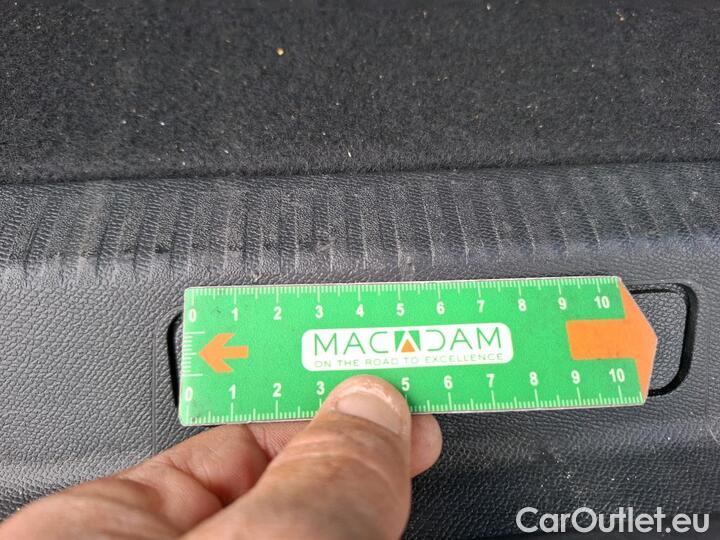 0 1 2 3 4 5 6 7 8 9 10
MACADAM
ON THE ROAD TO EXCELLENCE
0 1 2 3 5 6 7 8 9 10
CarOutlet.eu